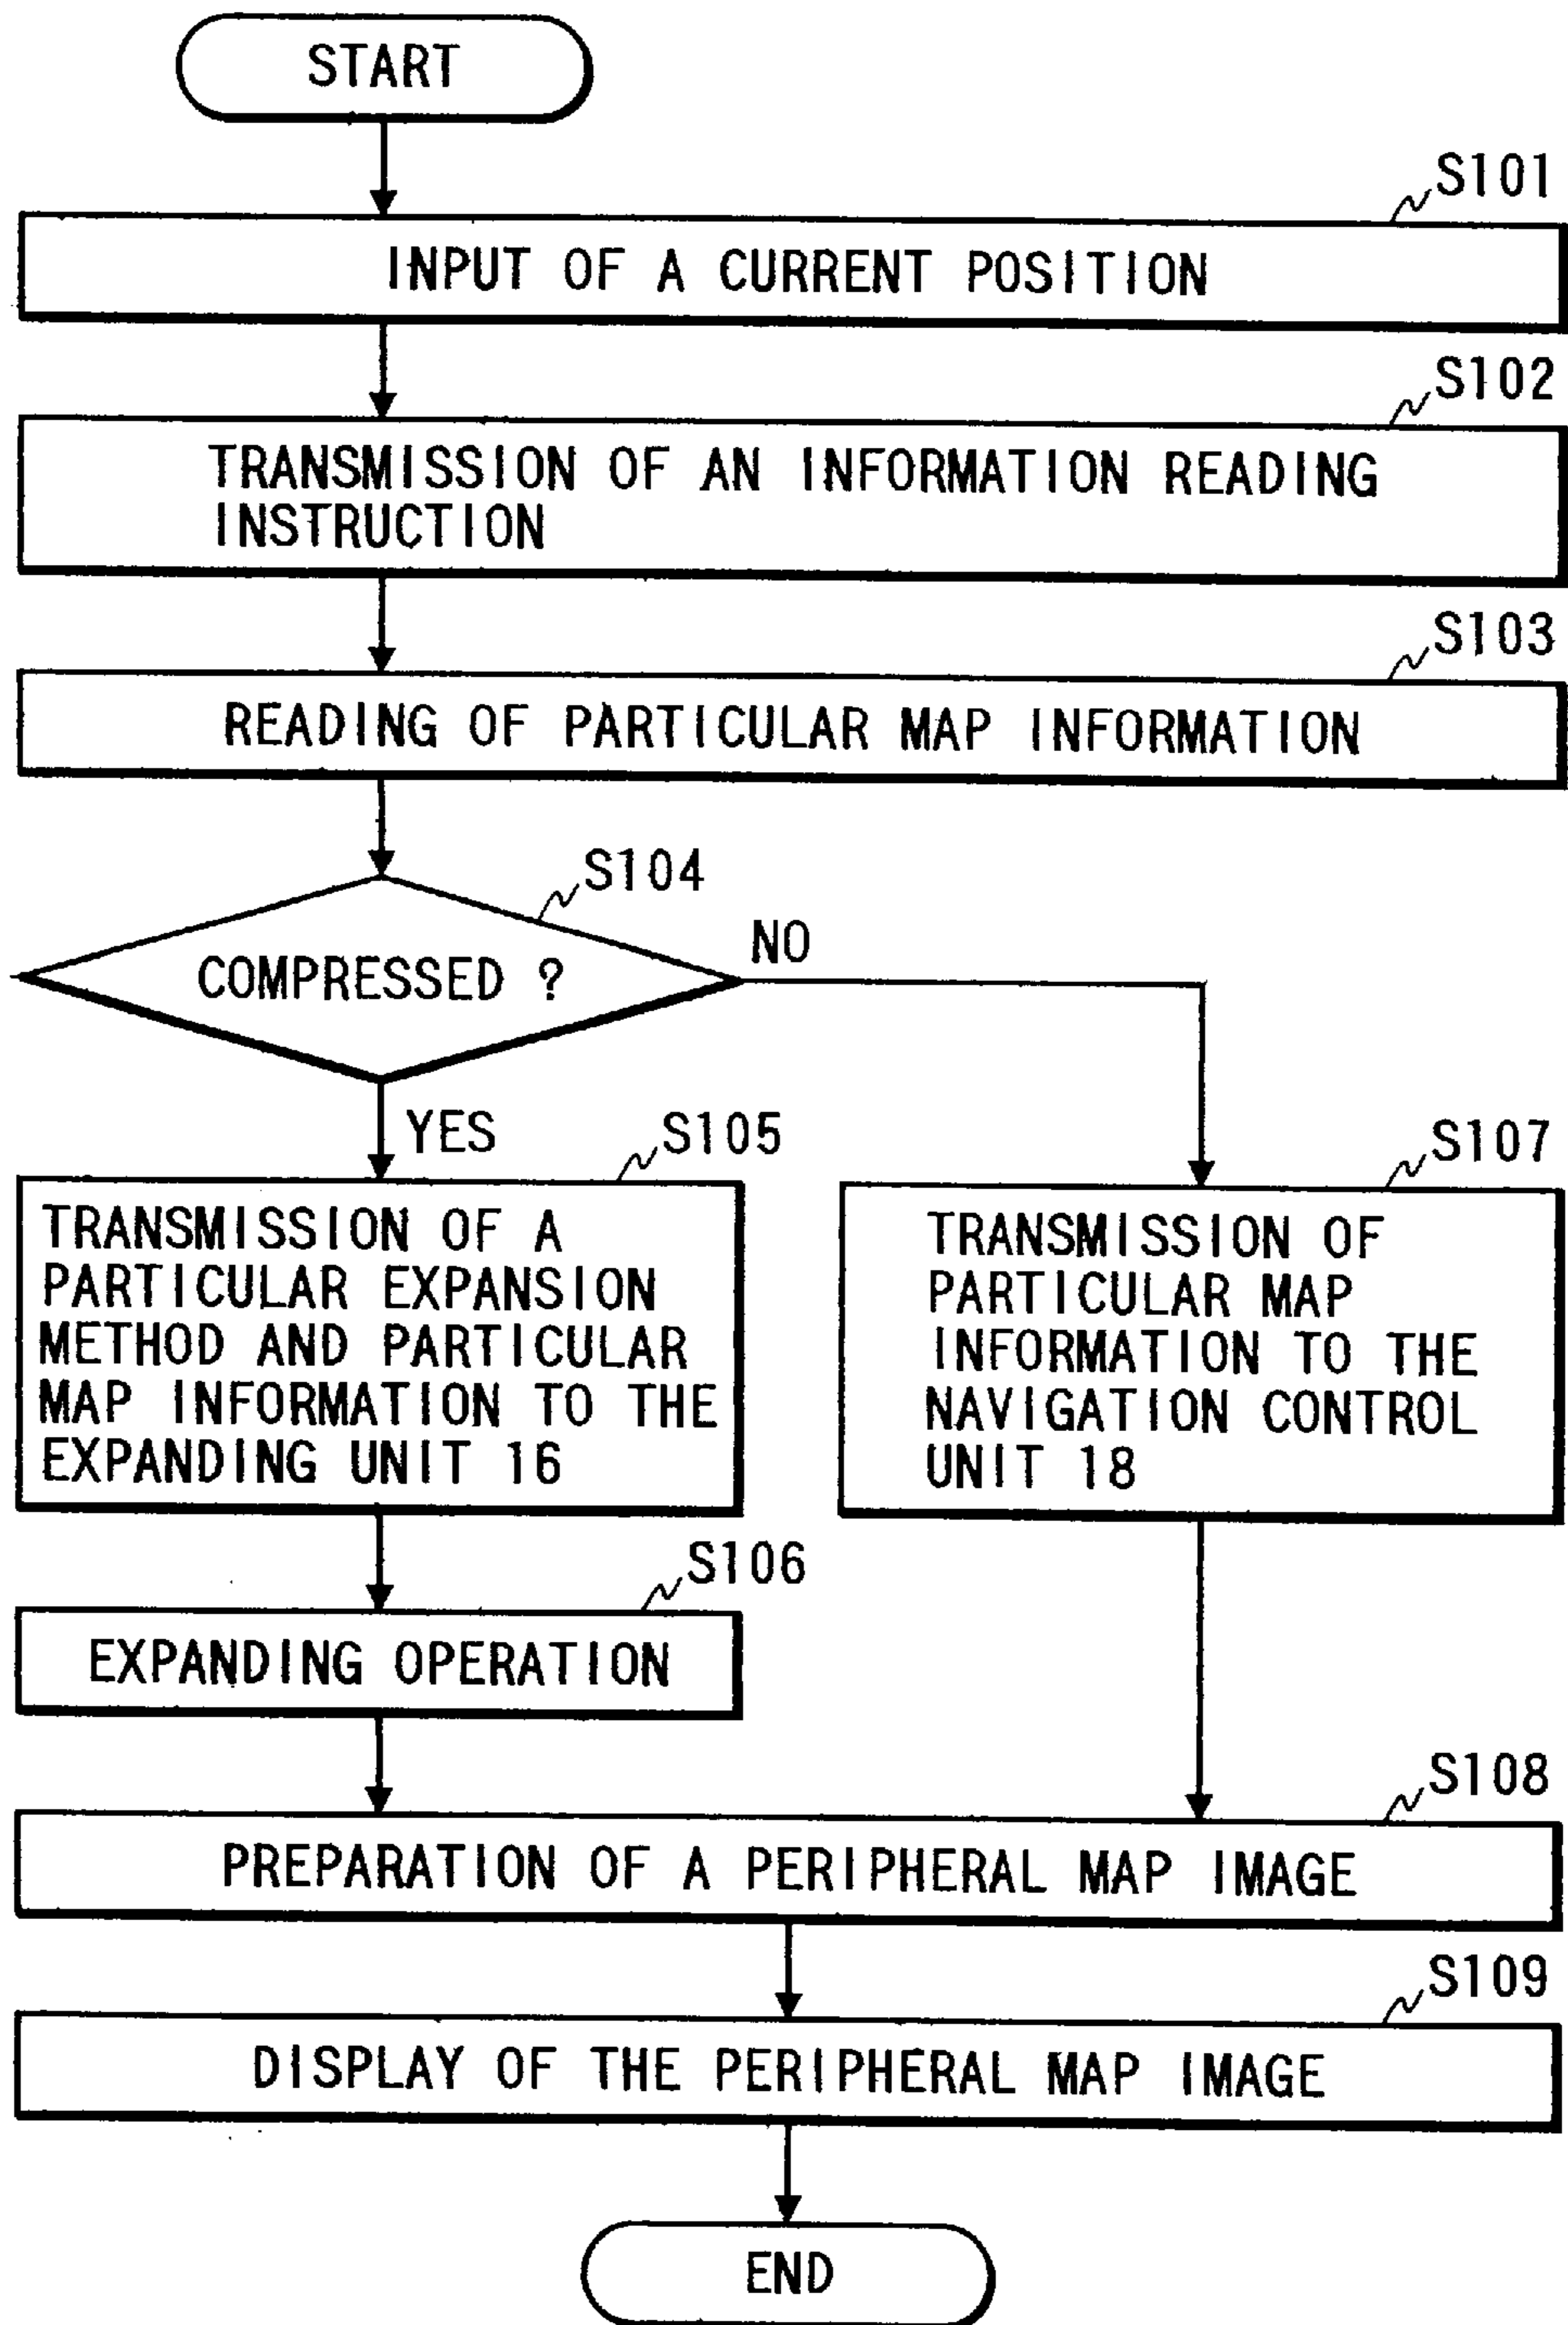 START
S101
INPUT OF A CURRENT POSITION
S102
TRANSMISSION OF AN INFORMATION READING
INSTRUCTION
S103
READING OF PARTICULAR MAP INFORMATION
S104
COMPRESSED ?
NO
YES
S105
TRANSMISSION OF A
PARTICULAR EXPANSION
METHOD AND PARTICULAR
MAP INFORMATION TO THE
EXPANDING UNIT 16
S107
TRANSMISSION OF
PARTICULAR MAP
INFORMATION TO THE
NAVIGATION CONTROL
UNIT 18
S106
EXPANDING OPERATION
S108
PREPARATION OF A PERIPHERAL MAP IMAGE
S109
DISPLAY OF THE PERIPHERAL MAP IMAGE
END